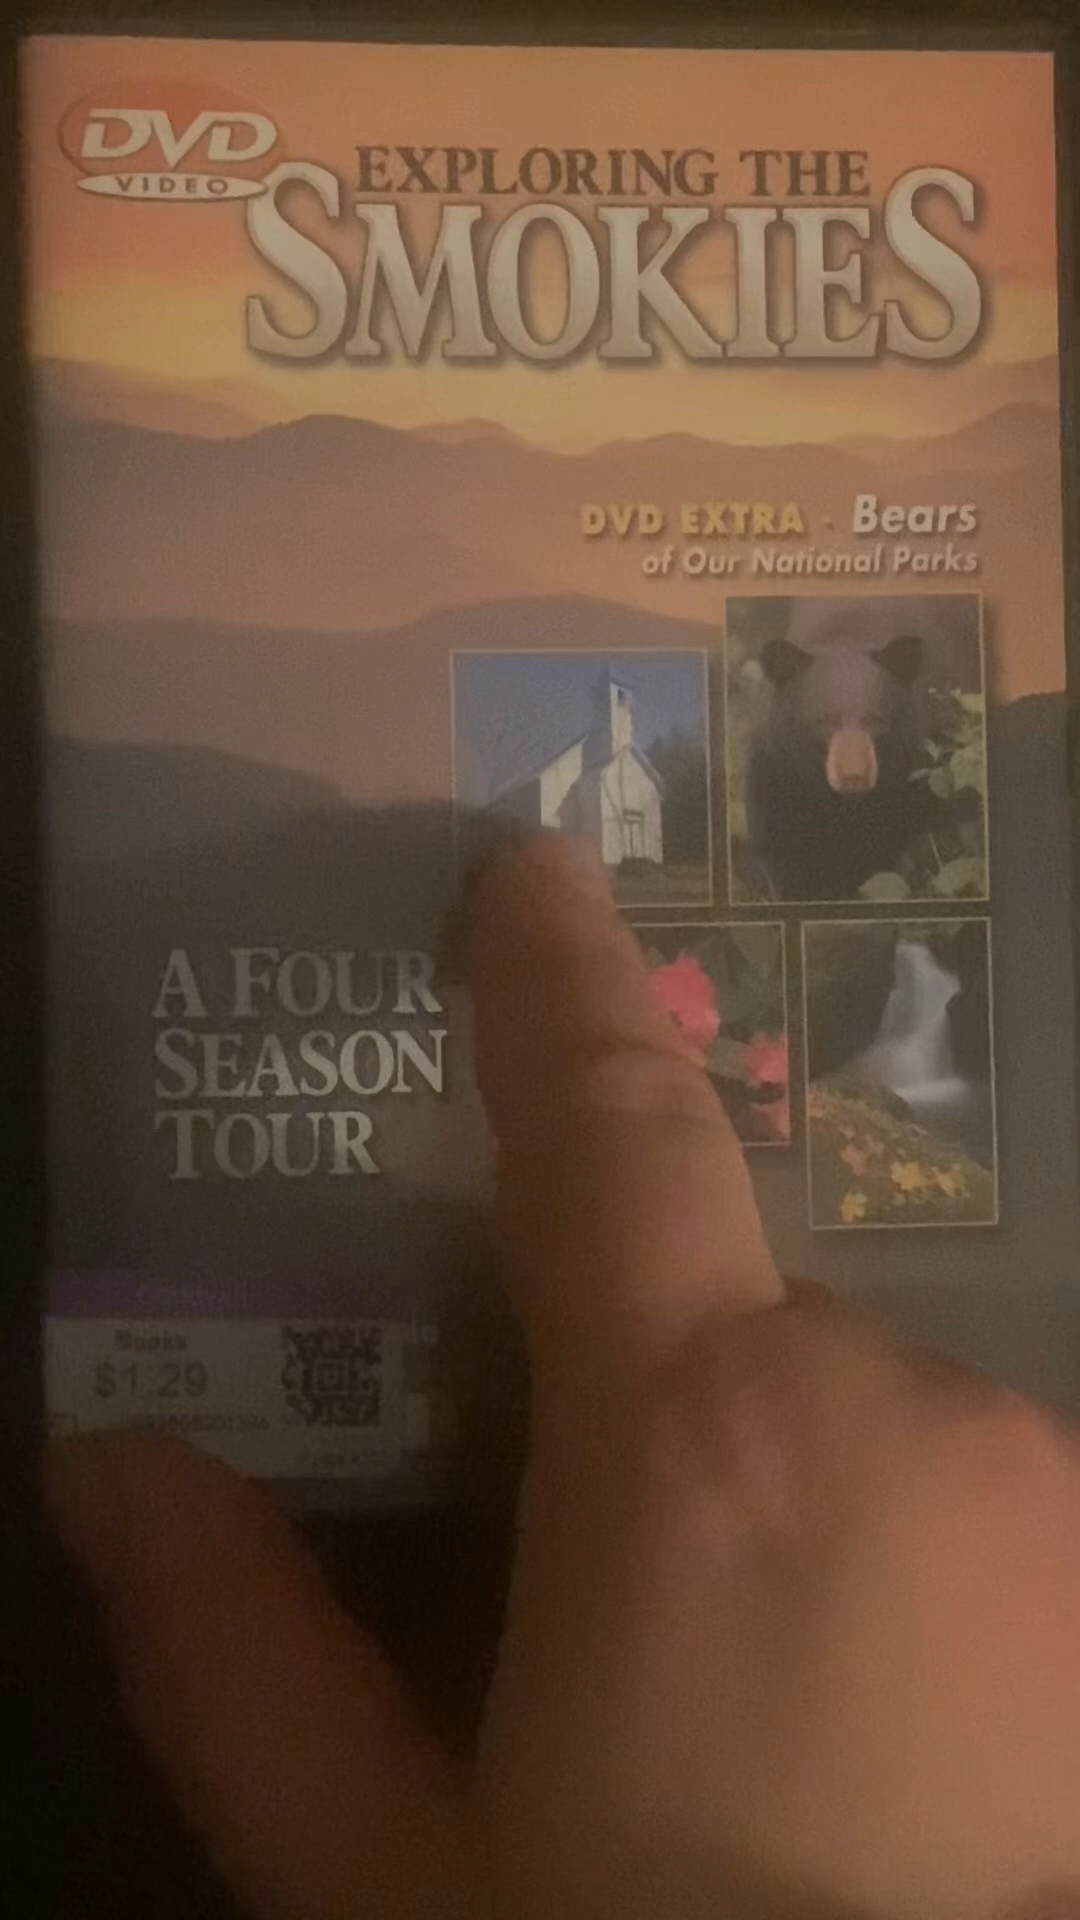 DVD
VIDEO
EXPLORING THE
SMOKIES
DVD EXTRA - Bears
of Our National Parks
A FOUR
SEASON
TOUR
Books
$1.29